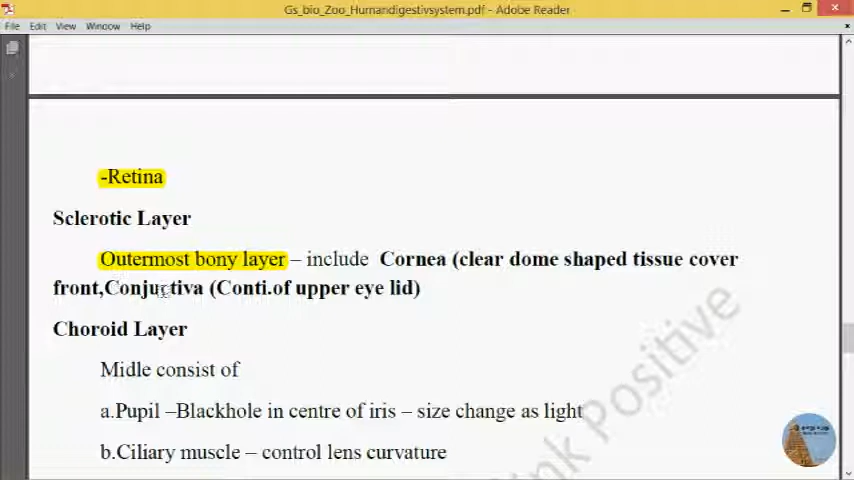 Gs_bio_Zoo_Humandigestivsystem.pdf - Adobe Reader
File Edit View Window Help
-Retina
Sclerotic Layer
Outermost bony layer – include Cornea (clear dome shaped tissue cover
front,Conjuctiva (Conti.of upper eye lid)
Choroid Layer
Midle consist of
a.Pupil –Blackhole in centre of iris – size change as light
b.Ciliary muscle – control lens curvature
ink Positive